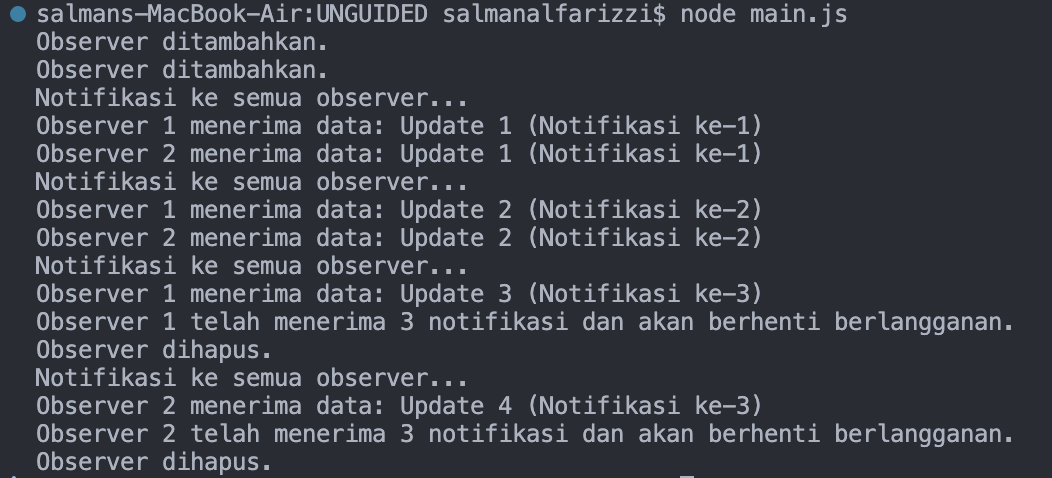 salmans-MacBook-Air:UNGUIDED salmanalfarizzi$ node main.js
Observer ditambahkan.
Observer ditambahkan.
Notifikasi ke semua observer...
Observer 1 menerima data: Update 1 (Notifikasi ke-1)
Observer 2 menerima data: Update 1 (Notifikasi ke-1)
Notifikasi ke semua observer...
Observer 1 menerima data: Update 2 (Notifikasi ke-2)
Observer 2 menerima data: Update 2 (Notifikasi ke-2)
Notifikasi ke semua observer...
Observer 1 menerima data: Update 3 (Notifikasi ke-3)
Observer 1 telah menerima 3 notifikasi dan akan berhenti berlangganan.
Observer dihapus.
Notifikasi ke semua observer...
Observer 2 menerima data: Update 4 (Notifikasi ke-3)
Observer 2 telah menerima 3 notifikasi dan akan berhenti berlangganan.
Observer dihapus.